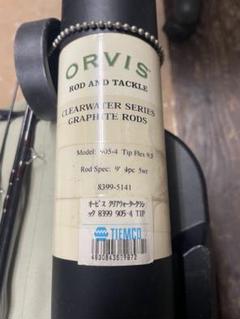 ORVIS
ROD AND TACKLE
CLEARWATER SERIES
GRAPHITE RODS
Model: 905-4 Tip Flex 9.5
Rod Spec: 9' 4pc 5wt
8399-5141
オービス クリアウォータークラシ
ック 8399 905-4 TIP
TIEMCO